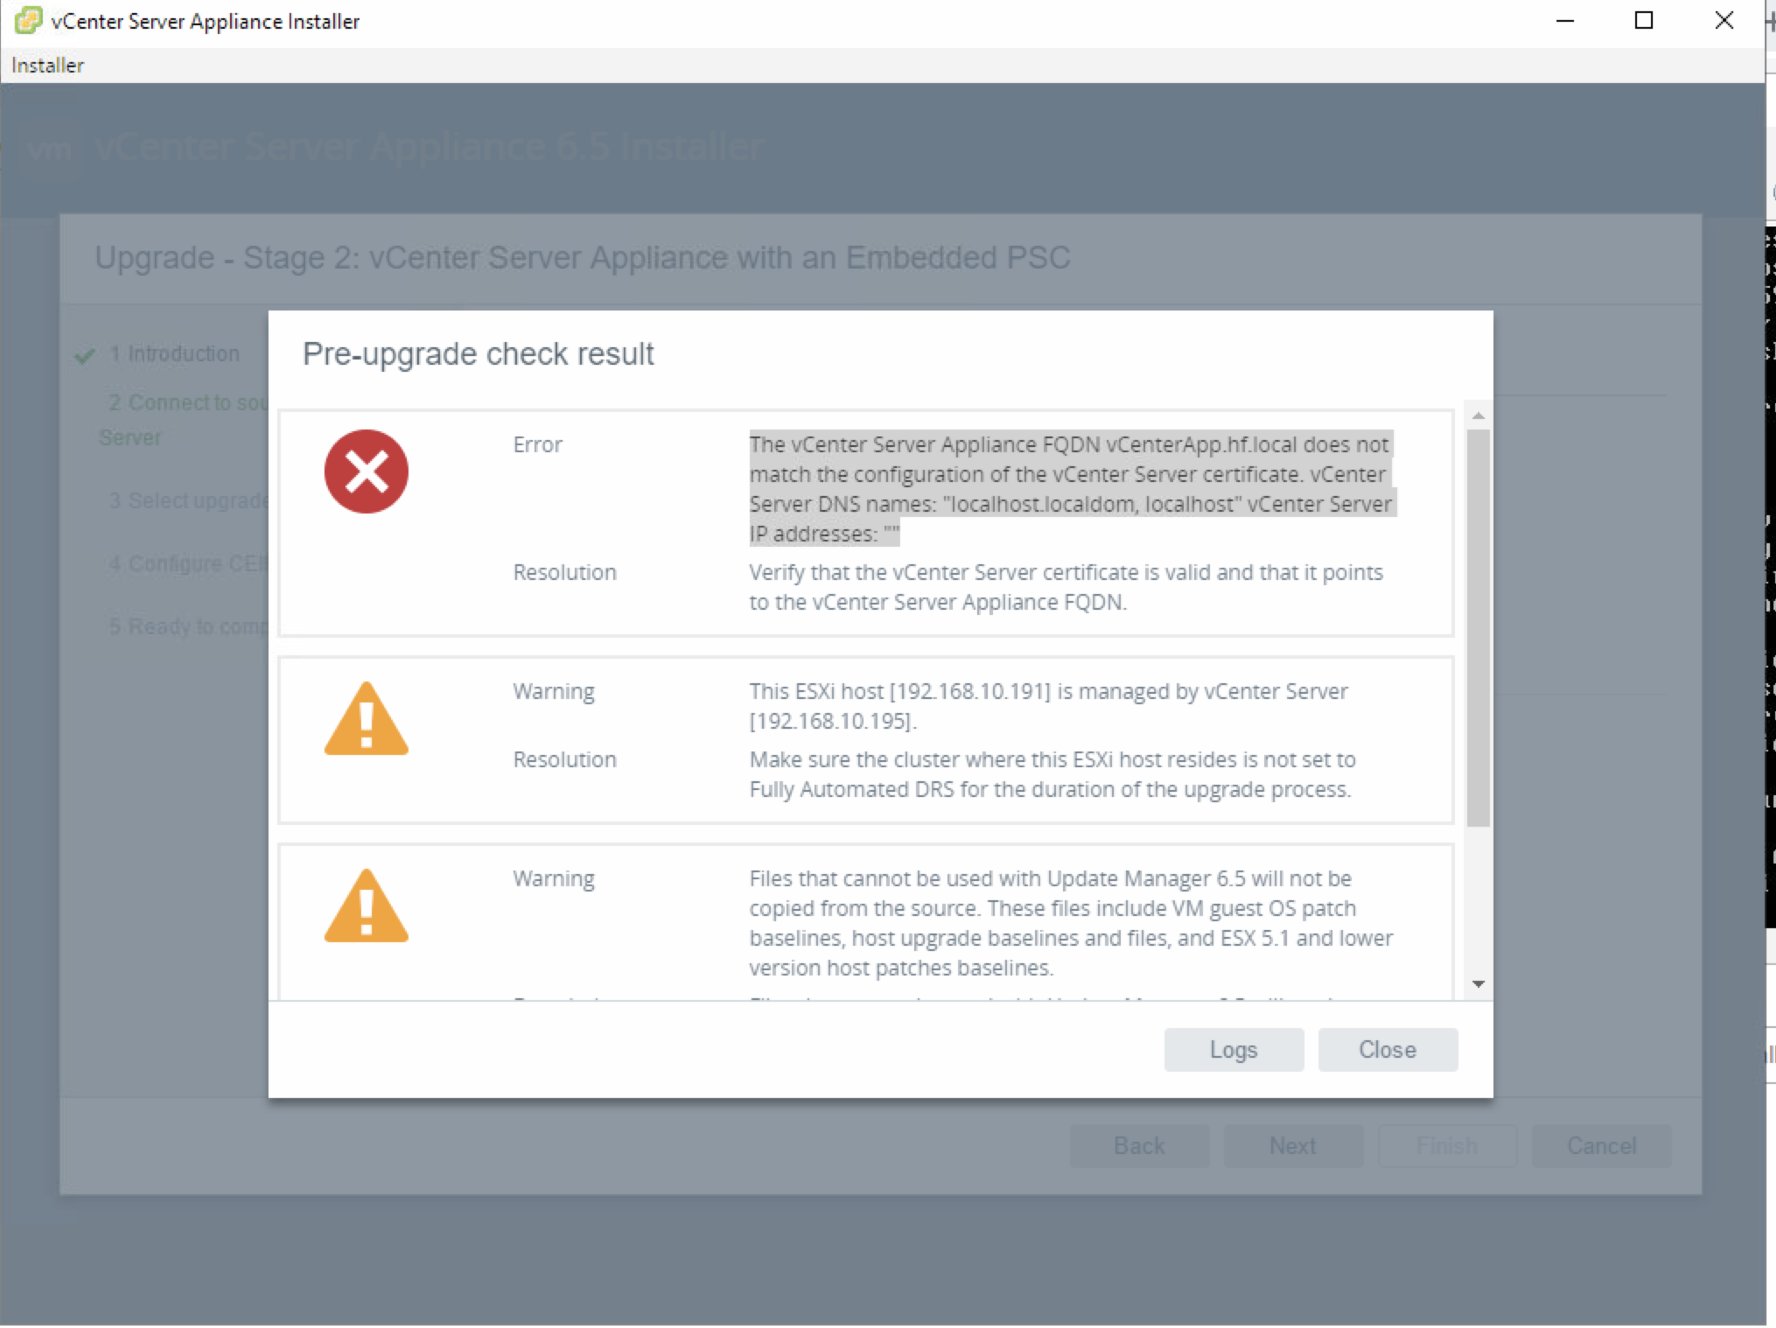 vCenter Server Appliance Installer
Installer
vm vCenter Server Appliance 6.5 Installer
Upgrade - Stage 2: vCenter Server Appliance with an Embedded PSC
1 Introduction
2 Connect to sou
Server
3 Select upgrade
4 Configure CEI
5 Ready to comp
Pre-upgrade check result
Error
The vCenter Server Appliance FQDN vCenterApp.hf.local does not
match the configuration of the vCenter Server certificate. vCenter
Server DNS names: "localhost.localdom, localhost" vCenter Server
IP addresses: ""
Resolution
Verify that the vCenter Server certificate is valid and that it points
to the vCenter Server Appliance FQDN.
Warning
This ESXi host [192.168.10.191] is managed by vCenter Server
[192.168.10.195].
Resolution
Make sure the cluster where this ESXi host resides is not set to
Fully Automated DRS for the duration of the upgrade process.
Warning
Files that cannot be used with Update Manager 6.5 will not be
copied from the source. These files include VM guest OS patch
baselines, host upgrade baselines and files, and ESX 5.1 and lower
version host patches baselines.
Logs
Close
Back
Next
Finish
Cancel